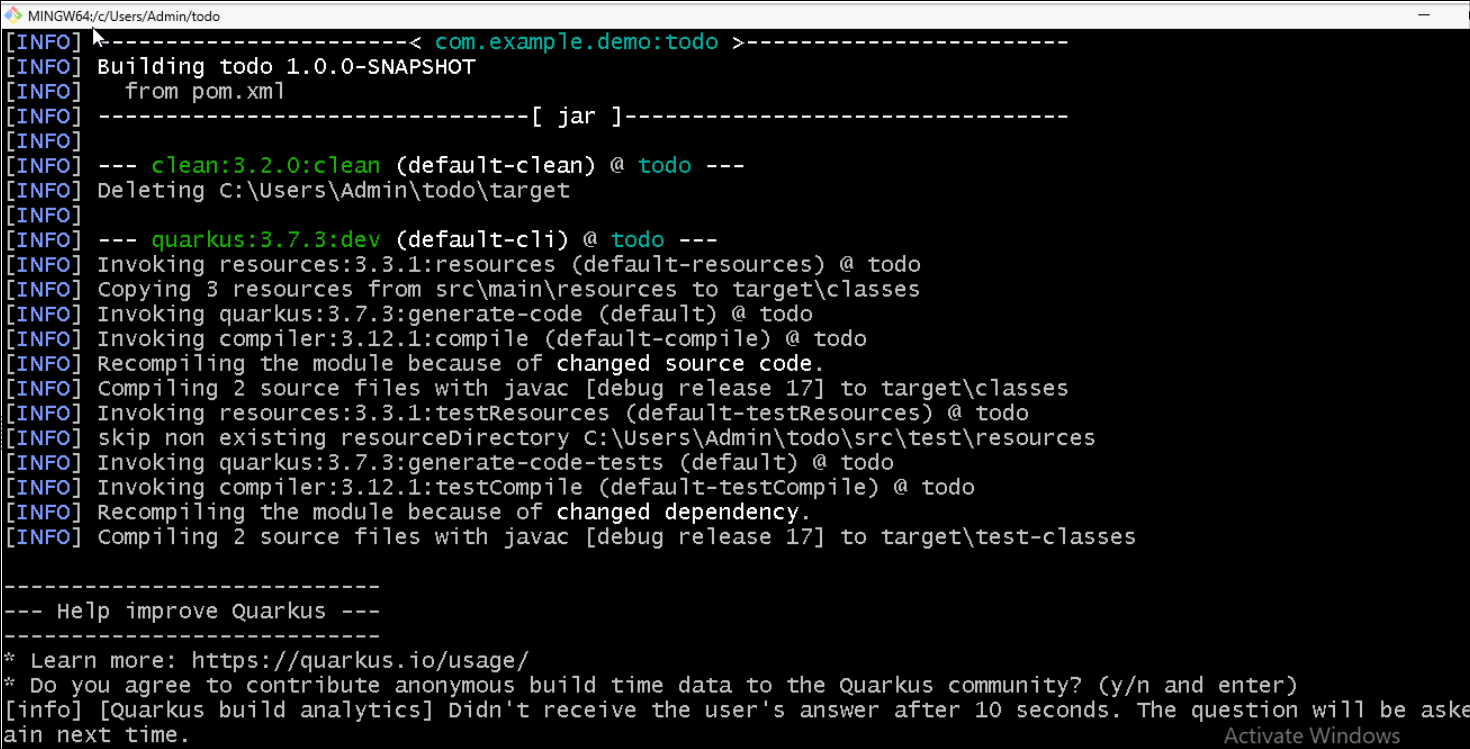 MINGW64:/c/Users/Admin/todo
[INFO] -----------------------< com.example.demo:todo >------------------------
[INFO] Building todo 1.0.0-SNAPSHOT
[INFO]   from pom.xml
[INFO] --------------------------------[ jar ]---------------------------------
[INFO]
[INFO] --- clean:3.2.0:clean (default-clean) @ todo ---
[INFO] Deleting C:\Users\Admin\todo\target
[INFO]
[INFO] --- quarkus:3.7.3:dev (default-cli) @ todo ---
[INFO] Invoking resources:3.3.1:resources (default-resources) @ todo
[INFO] Copying 3 resources from src\main\resources to target\classes
[INFO] Invoking quarkus:3.7.3:generate-code (default) @ todo
[INFO] Invoking compiler:3.12.1:compile (default-compile) @ todo
[INFO] Recompiling the module because of changed source code.
[INFO] Compiling 2 source files with javac [debug release 17] to target\classes
[INFO] Invoking resources:3.3.1:testResources (default-testResources) @ todo
[INFO] skip non existing resourceDirectory C:\Users\Admin\todo\src\test\resources
[INFO] Invoking quarkus:3.7.3:generate-code-tests (default) @ todo
[INFO] Invoking compiler:3.12.1:testCompile (default-testCompile) @ todo
[INFO] Recompiling the module because of changed dependency.
[INFO] Compiling 2 source files with javac [debug release 17] to target\test-classes
----------------------------
--- Help improve Quarkus ---
----------------------------
* Learn more: https://quarkus.io/usage/
* Do you agree to contribute anonymous build time data to the Quarkus community? (y/n and enter)
[info] [Quarkus build analytics] Didn't receive the user's answer after 10 seconds. The question will be aske
ain next time.
Activate Windows